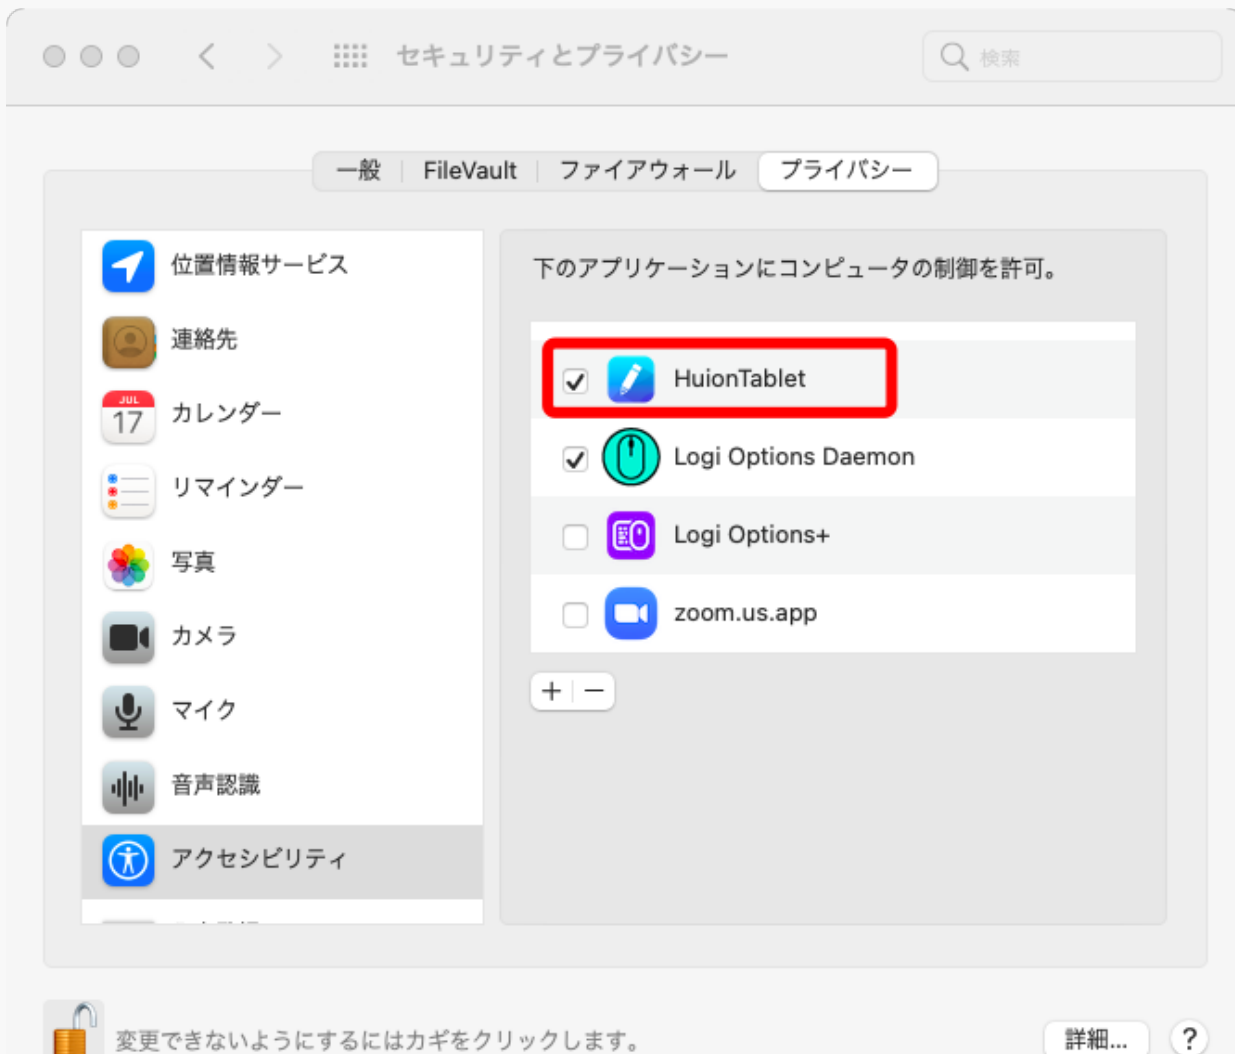 セキュリティとプライバシー
検索
一般
FileVault
ファイアウォール
プライバシー
位置情報サービス
連絡先
JUL
17
カレンダー
リマインダー
写真
カメラ
マイク
音声認識
アクセシビリティ
下のアプリケーションにコンピュータの制御を許可。
HuionTablet
Logi Options Daemon
Logi Options+
zoom.us.app
+ −
変更できないようにするにはカギをクリックします。
詳細...
?